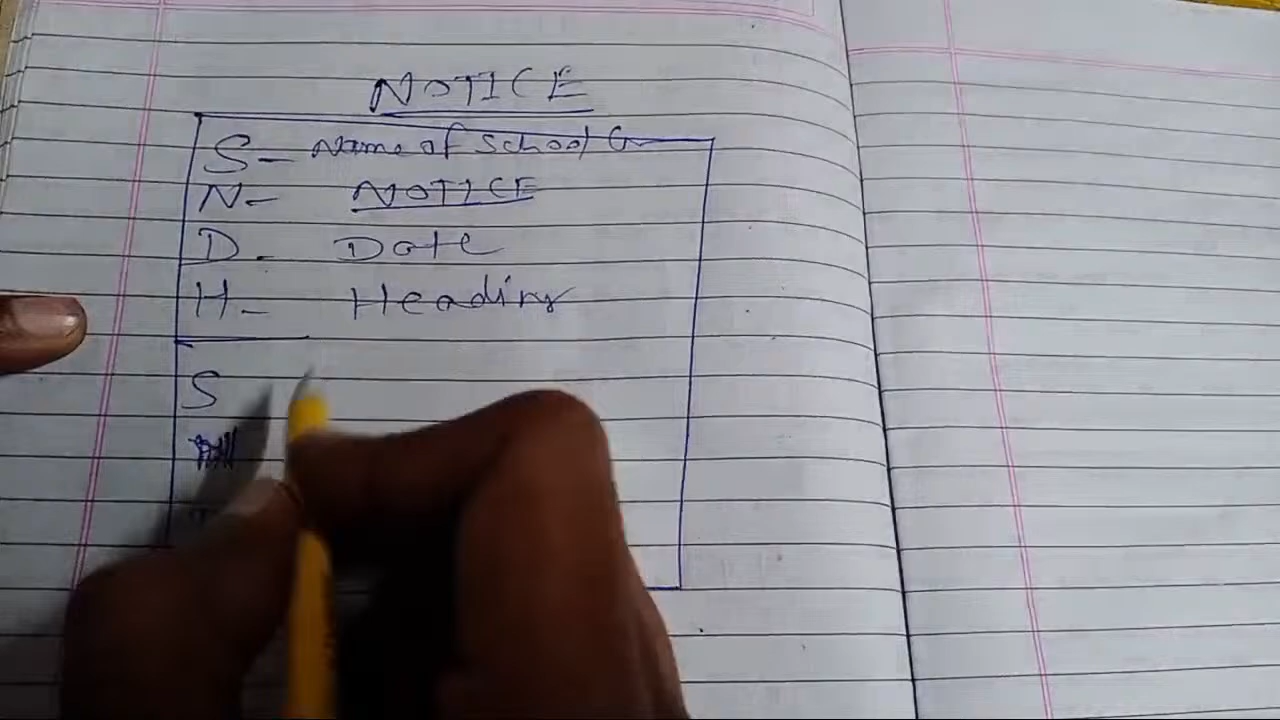 NOTICE
S- Name of School
N- NOTICE
D- Date
H- Heading
S